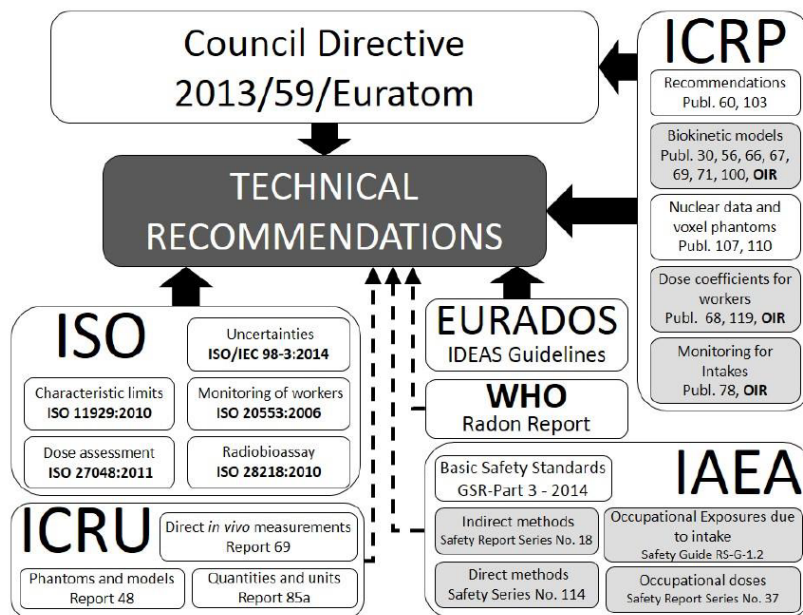 Council Directive
2013/59/Euratom
TECHNICAL
RECOMMENDATIONS
ICRP
Recommendations
Publ. 60, 103
Biokinetic models
Publ. 30, 56, 66, 67,
69, 71, 100, OIR
Nuclear data and
voxel phantoms
Publ. 107, 110
Dose coefficients for
workers
Publ. 68, 119, OIR
Monitoring for
Intakes
Publ. 78, OIR
ISO
Uncertainties
ISO/IEC 98-3:2014
Characteristic limits
ISO 11929:2010
Monitoring of workers
ISO 20553:2006
Dose assessment
ISO 27048:2011
Radiobioassay
ISO 28218:2010
EURADOS
IDEAS Guidelines
WHO
Radon Report
ICRU
Direct in vivo measurements
Report 69
Phantoms and models
Report 48
Quantities and units
Report 85a
IAEA
Basic Safety Standards
GSR-Part 3 - 2014
Indirect methods
Safety Report Series No. 18
Occupational Exposures due
to intake
Safety Guide RS-G-1.2
Direct methods
Safety Series No. 114
Occupational doses
Safety Report Series No. 37